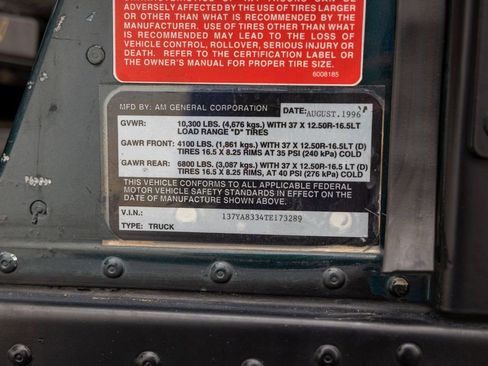 ADVERSELY AFFECTED BY THE USE OF TIRES LARGER
OR OTHER THAN WHAT IS RECOMMENDED BY THE
MANUFACTURER. USE OF TIRES OTHER THAN WHAT
IS RECOMMENDED MAY LEAD TO THE LOSS OF
VEHICLE CONTROL, ROLLOVER, SERIOUS INJURY OR
DEATH. REFER TO THE CERTIFICATION LABEL OR
THE OWNER'S MANUAL FOR PROPER TIRE SIZE.
6008185
MFD BY: AM GENERAL CORPORATION DATE: AUGUST.1996
GVWR: 10,300 LBS. (4,676 kgs.) WITH 37 X 12.50R-16.5LT
LOAD RANGE "D" TIRES
GAWR FRONT: 4100 LBS. (1,861 kgs.) WITH 37 X 12.50R-16.5LT (D)
TIRES 16.5 X 8.25 RIMS AT 35 PSI (240 kPa) COLD
GAWR REAR: 6800 LBS. (3,087 kgs.) WITH 37 X 12.50R-16.5 LT (D)
TIRES 16.5 X 8.25 RIMS, AT 40 PSI (276 kPa) COLD
THIS VEHICLE CONFORMS TO ALL APPLICABLE FEDERAL
MOTOR VEHICLE SAFETY STANDARDS IN EFFECT ON THE
DATE OF MANUFACTURE SHOWN ABOVE.
V.I.N.: 137YA8334TE173289
TYPE: TRUCK